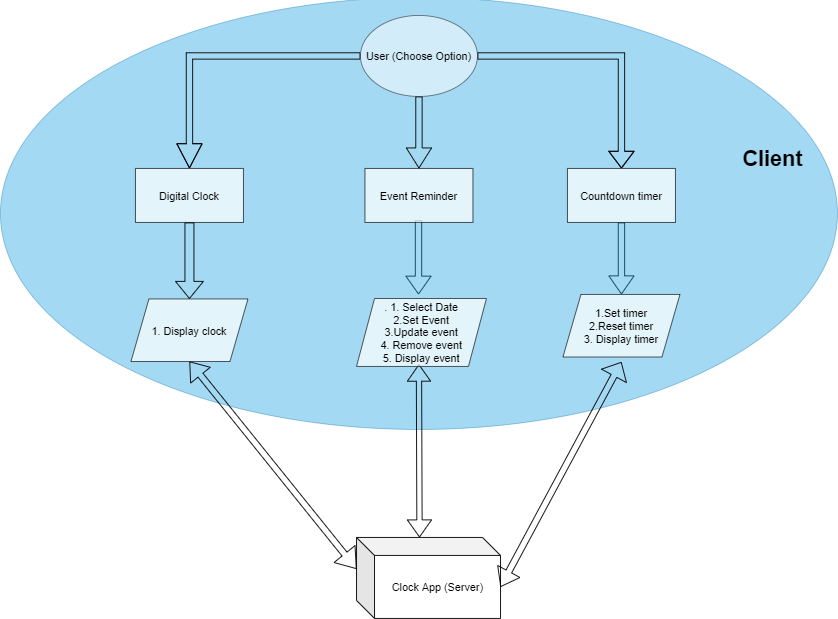 User (Choose Option)
Client
Digital Clock
Event Reminder
Countdown timer
1. Display clock
. 1. Select Date
2.Set Event
3.Update event
4. Remove event
5. Display event
1.Set timer
2.Reset timer
3. Display timer
Clock App (Server)